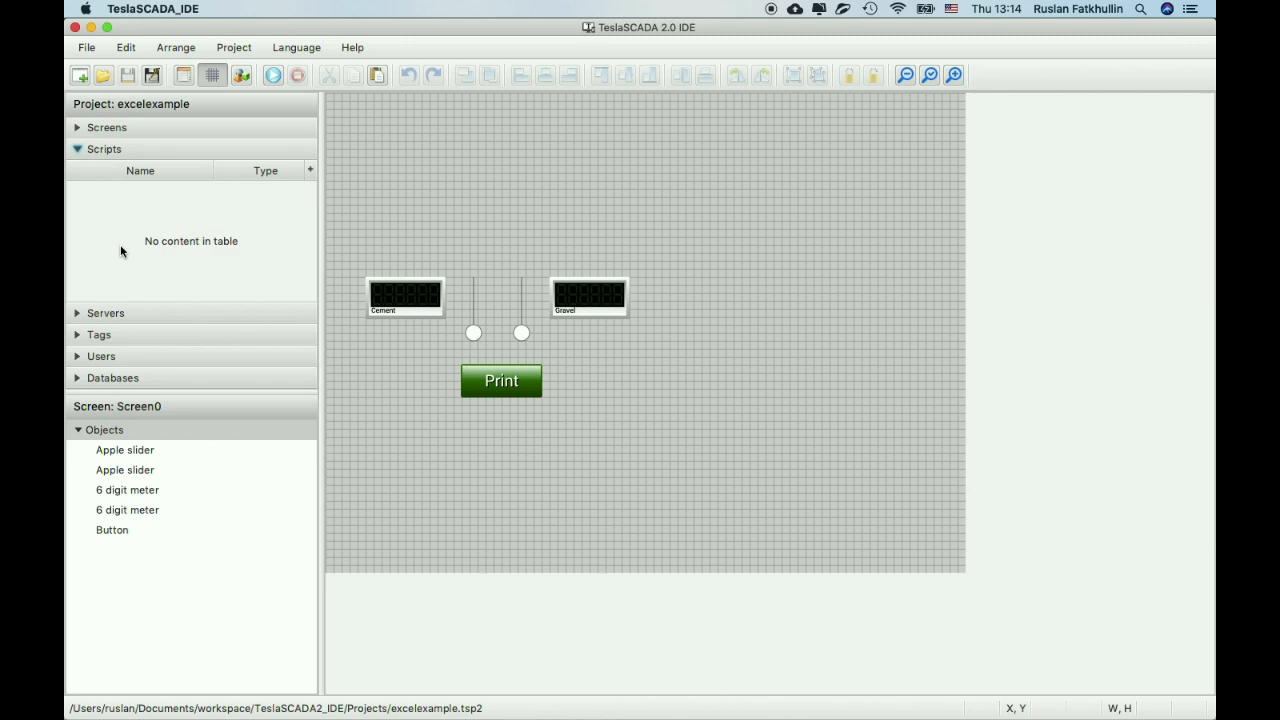 TeslaSCADA_IDE
Thu 13:14
Ruslan Fatkhullin
TeslaSCADA 2.0 IDE
File
Edit
Arrange
Project
Language
Help
Project: excelexample
Screens
Scripts
Name
Type
+
No content in table
Servers
Tags
Users
Databases
Screen: Screen0
Objects
Apple slider
Apple slider
6 digit meter
6 digit meter
Button
Cement
Gravel
Print
/Users/ruslan/Documents/workspace/TeslaSCADA2_IDE/Projects/excelexample.tsp2
X, Y
W, H